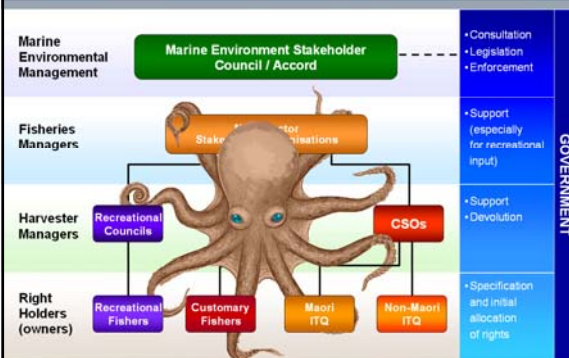 Marine
Environmental
Management
Marine Environment Stakeholder
Council / Accord
• Consultation
• Legislation
• Enforcement
Fisheries
Managers
• Support
(especially
for recreational
input)
Harvester
Managers
Recreational
Councils
CSOs
• Support
• Devolution
Right
Holders
(owners)
Recreational
Fishers
Customary
Fishers
Maori
ITQ
Non-Maori
ITQ
• Specification
and initial
allocation
of rights
GOVERNMENT